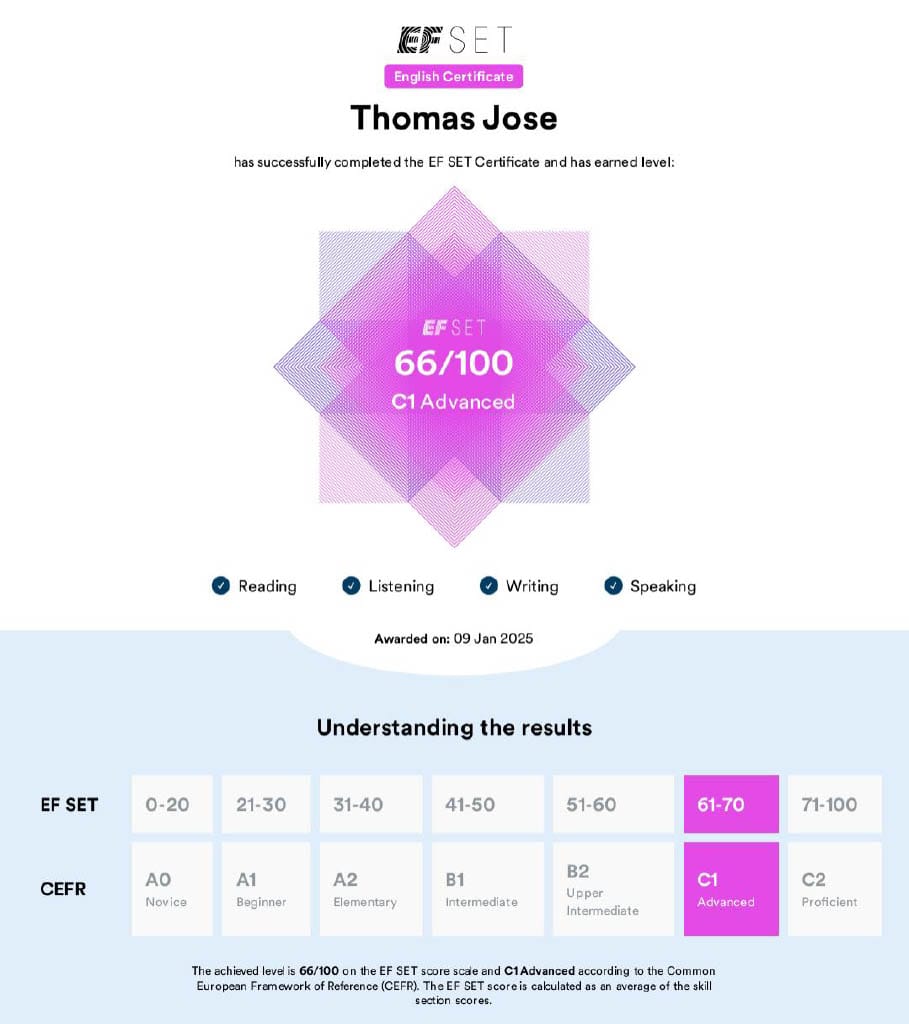 EF SET
English Certificate
Thomas Jose
has successfully completed the EF SET Certificate and has earned level:
EF SET
66/100
C1 Advanced
Reading Listening Writing Speaking
Awarded on: 09 Jan 2025
Understanding the results
EF SET 0-20 21-30 31-40 41-50 51-60 61-70 71-100
CEFR A0 A1 A2 B1 B2 C1 C2
Novice Beginner Elementary Intermediate Upper Intermediate Advanced Proficient
The achieved level is 66/100 on the EF SET score scale and C1 Advanced according to the Common
European Framework of Reference (CEFR). The EF SET score is calculated as an average of the skill
section scores.